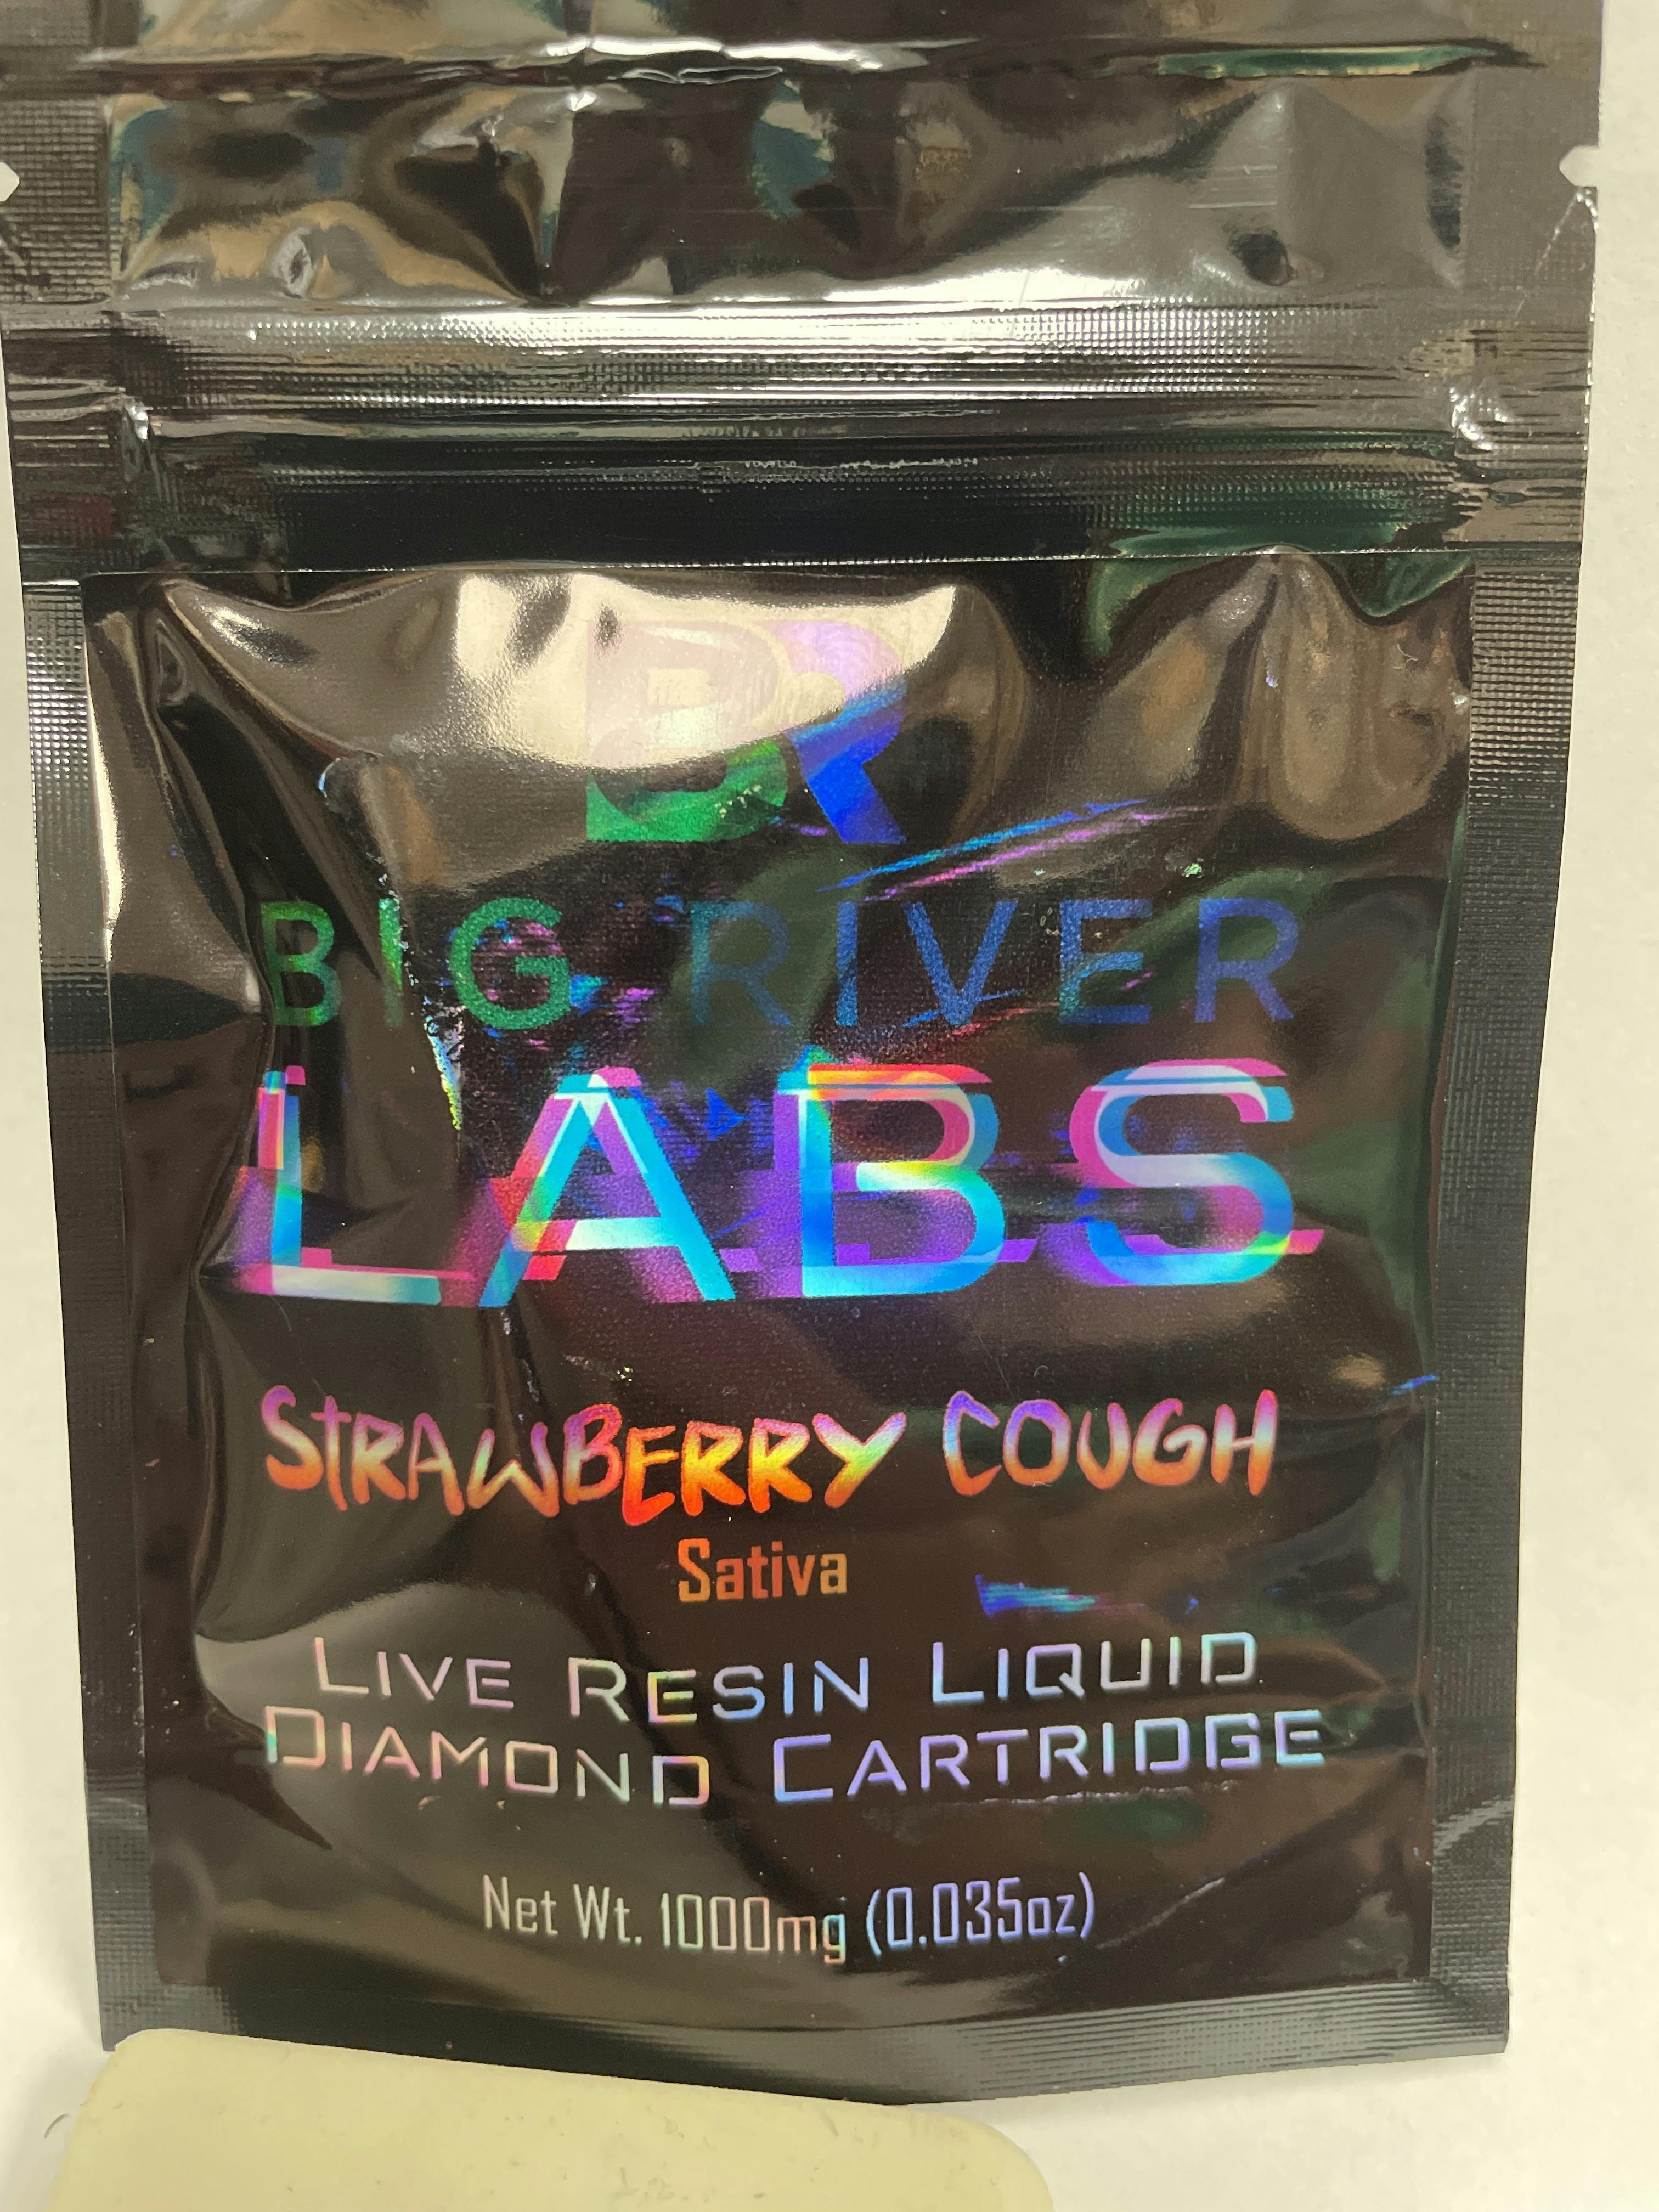 BR
BIG RIVER
LABS
STRAWBERRY COUGH
Sativa
LIVE RESIN LIQUID
DIAMOND CARTRIDGE
Net Wt. 1000mg (0.035oz)